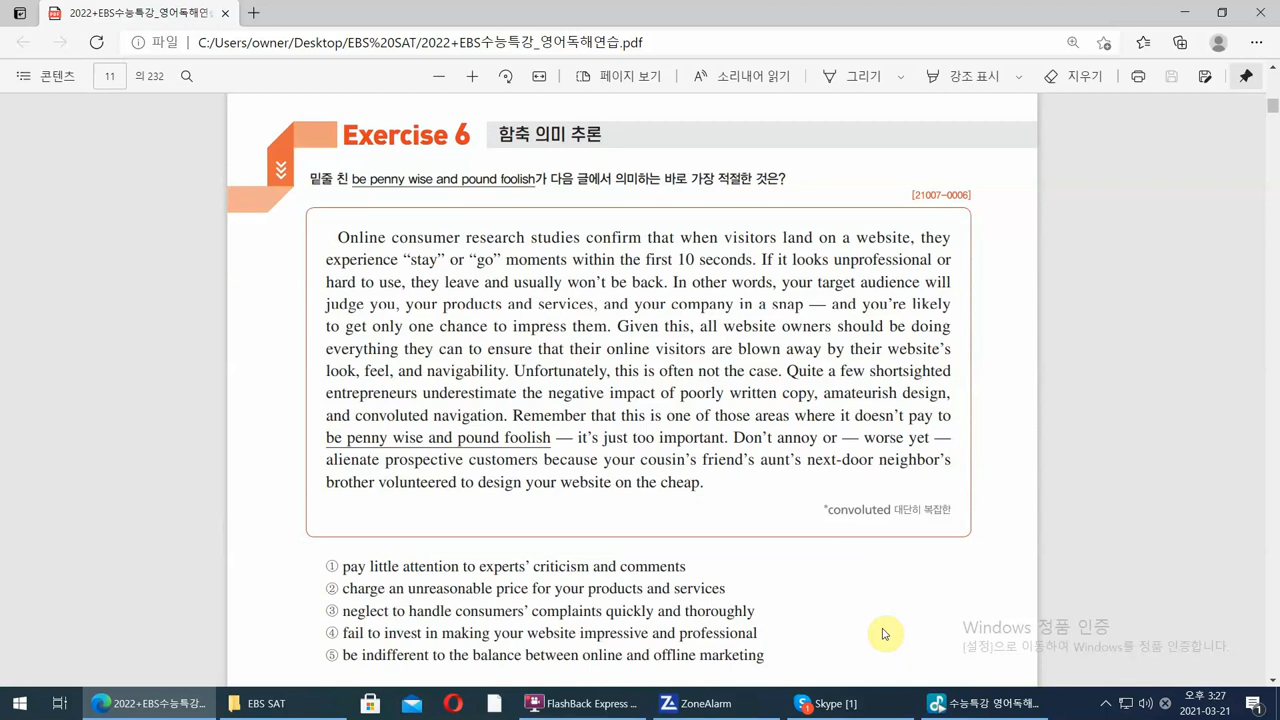 2022+EBS수능특강_영어독해연
파일
C:/Users/owner/Desktop/EBS%20SAT/2022+EBS수능특강_영어독해연습.pdf
콘텐츠
11
의 232
페이지 보기
소리내어 읽기
그리기
강조 표시
지우기
Exercise 6
함축 의미 추론
밑줄 친 be penny wise and pound foolish가 다음 글에서 의미하는 바로 가장 적절한 것은?
[21007-0006]
Online consumer research studies confirm that when visitors land on a website, they
experience “stay” or “go” moments within the first 10 seconds. If it looks unprofessional or
hard to use, they leave and usually won’t be back. In other words, your target audience will
judge you, your products and services, and your company in a snap — and you’re likely
to get only one chance to impress them. Given this, all website owners should be doing
everything they can to ensure that their online visitors are blown away by their website’s
look, feel, and navigability. Unfortunately, this is often not the case. Quite a few shortsighted
entrepreneurs underestimate the negative impact of poorly written copy, amateurish design,
and convoluted navigation. Remember that this is one of those areas where it doesn’t pay to
be penny wise and pound foolish — it’s just too important. Don’t annoy or — worse yet —
alienate prospective customers because your cousin’s friend’s aunt’s next-door neighbor’s
brother volunteered to design your website on the cheap.
*convoluted 대단히 복잡한
① pay little attention to experts’ criticism and comments
② charge an unreasonable price for your products and services
③ neglect to handle consumers’ complaints quickly and thoroughly
④ fail to invest in making your website impressive and professional
⑤ be indifferent to the balance between online and offline marketing
Windows 정품 인증
[설정]으로 이동하여 Windows를 정품 인증합니다.
2022+EBS수능특강_
EBS SAT
FlashBack Express ...
ZoneAlarm
Skype [1]
수능특강 영어독해...
오후 3:27
2021-03-21